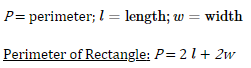 P= perimeter; l = length; w = width
Perimeter of Rectangle: P= 2 l + 2w